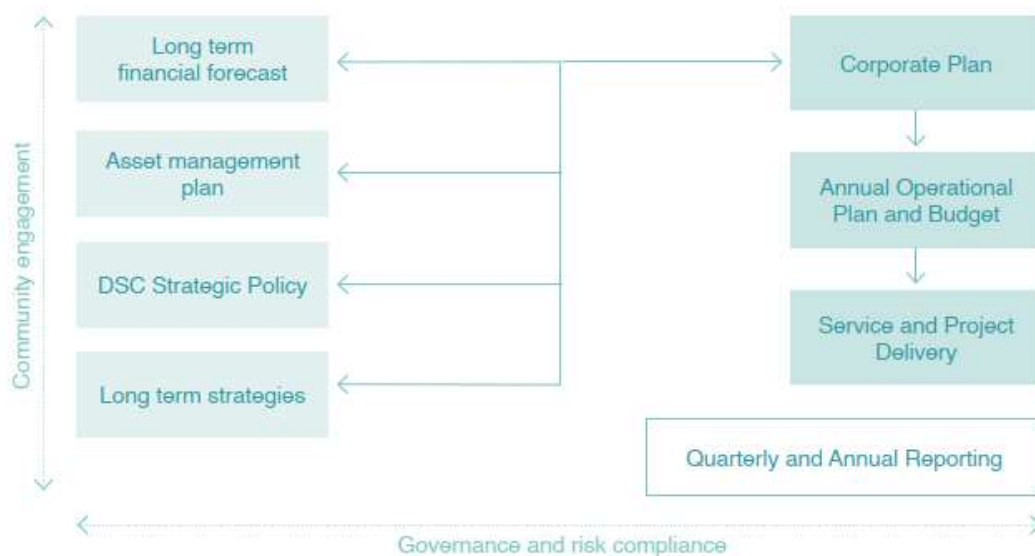 Long term
financial forecast
Corporate Plan
Asset management
plan
Annual Operational
Plan and Budget
DSC Strategic Policy
Service and Project
Delivery
Long term strategies
Quarterly and Annual Reporting
Community engagement
Governance and risk compliance